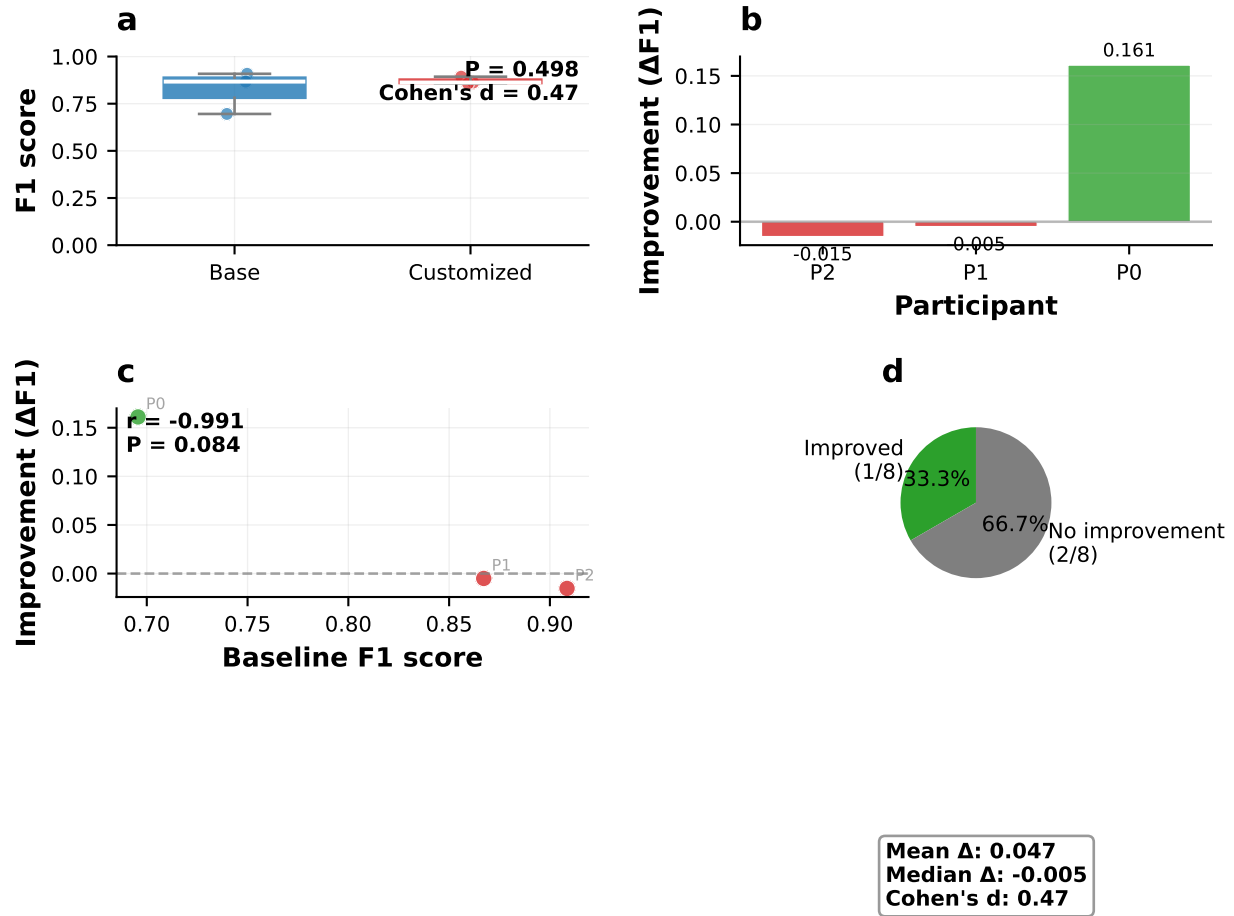 a
F1 score
1.00
0.75
0.50
0.25
0.00
P = 0.498
Cohen's d = 0.47
Base
Customized
b
Improvement (ΔF1)
0.15
0.10
0.05
0.00
0.161
-0.005
-0.015
P2
P1
P0
Participant
c
Improvement (ΔF1)
0.15
0.10
0.05
0.00
P0
r = -0.991
P = 0.084
P1
P2
0.70
0.75
0.80
0.85
0.90
Baseline F1 score
d
Improved
(1/8)
33.3%
66.7%
No improvement
(2/8)
Mean Δ: 0.047
Median Δ: -0.005
Cohen's d: 0.47